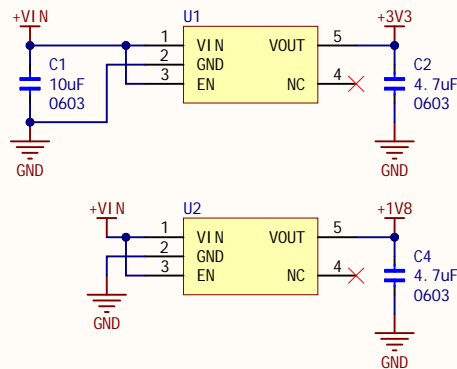 +VIN
U1
+3V3
1 VIN VOUT 5
2 GND
3 EN NC 4
C1
10uF
0603
C2
4.7uF
0603
GND
GND
+VIN
U2
+1V8
1 VIN VOUT 5
2 GND
3 EN NC 4
C4
4.7uF
0603
GND
GND